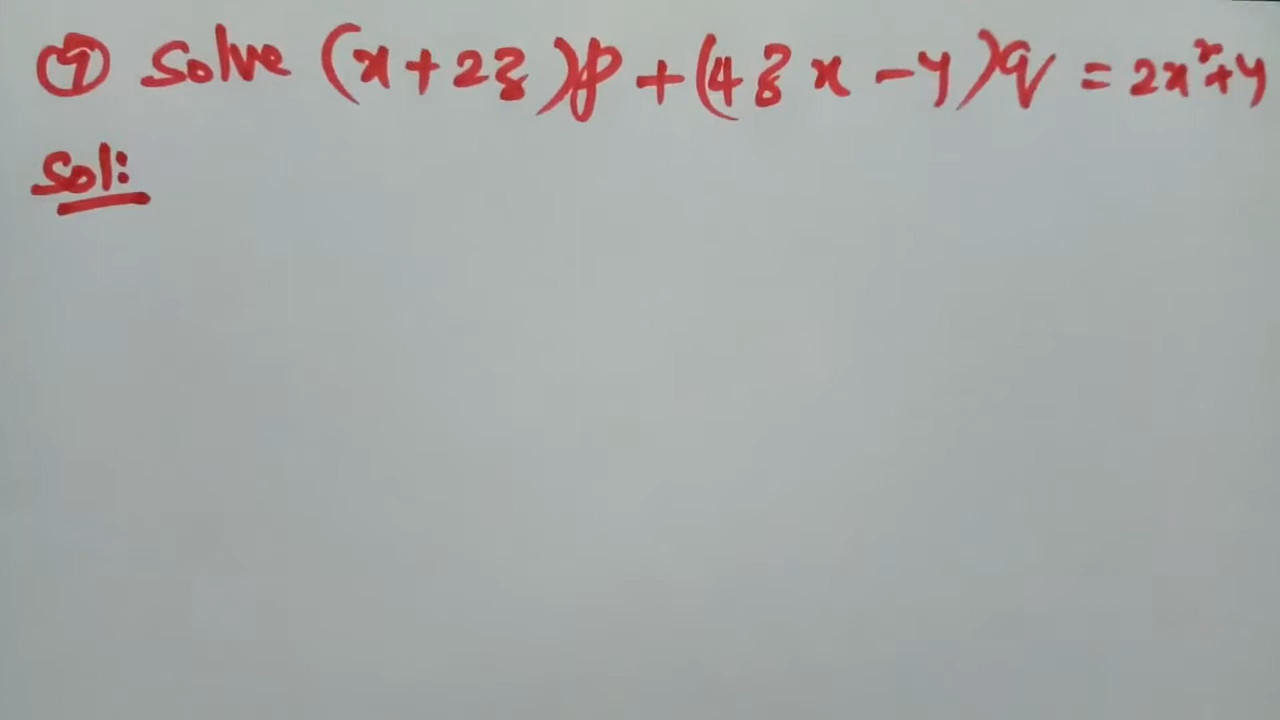 ⑦ Solve (x+2z)p + (4zx - y)q = 2x² + y
Sol: